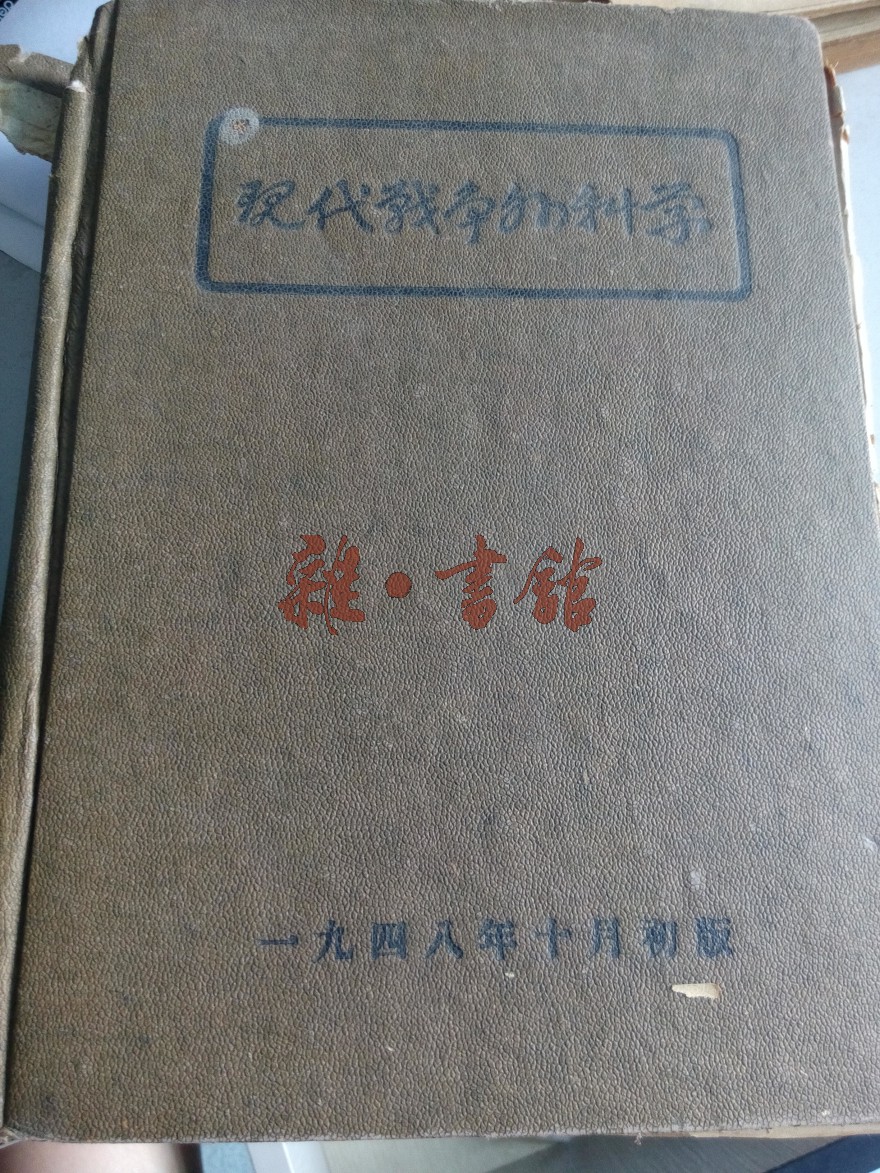 现代战争的科学
雜·書館
一九四八年十月初版